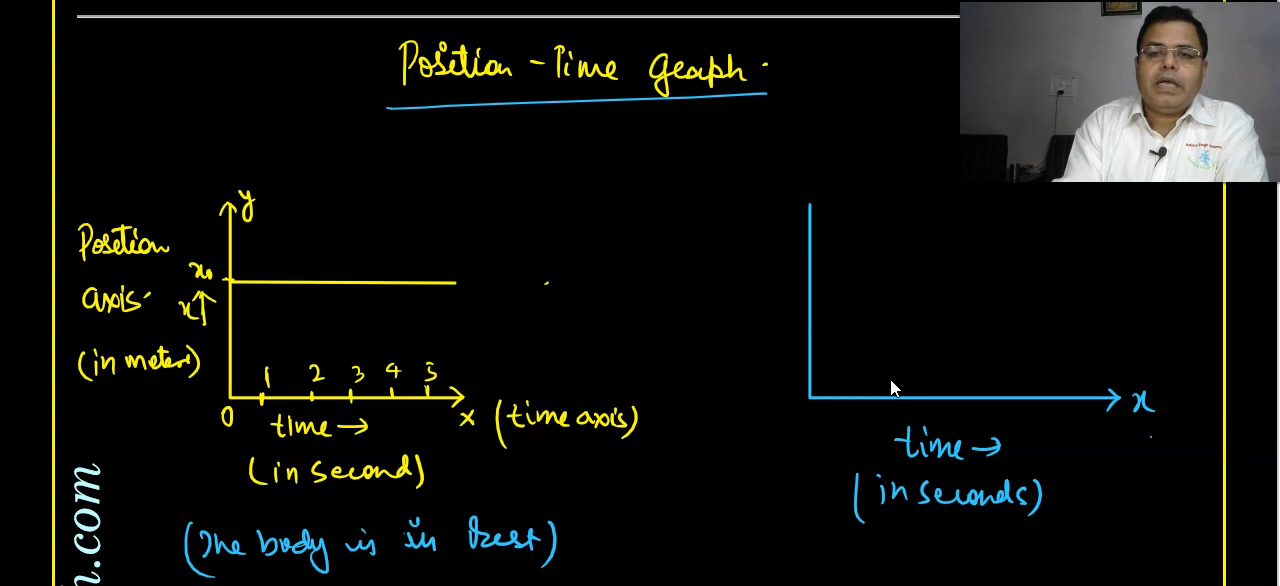 Position - Time Graph.
y
Position
axis
(in meter)
x₀
x↑
1 2 3 4 5
0
time →
x (time axis)
(in second)
(The body is in rest)
x
time →
(in seconds)
n.com